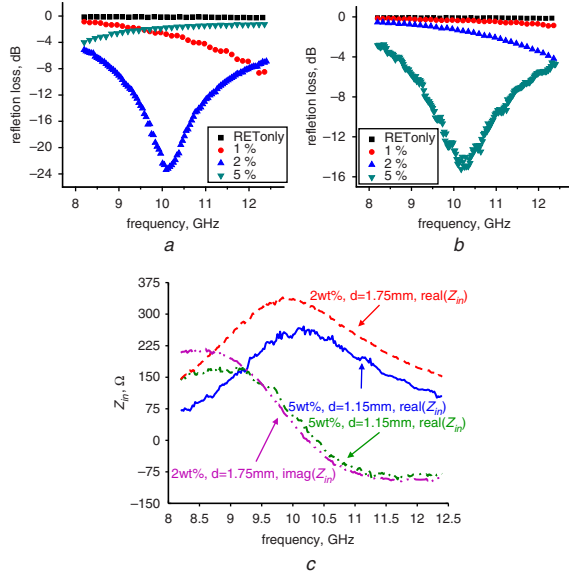 0
−4
−8
−12
−16
−20
−24
refletion loss, dB
8 9 10 11 12
frequency, GHz
RETonly
1 %
2 %
5 %
a
0
−4
−8
−12
−16
refletion loss, dB
8 9 10 11 12
frequency, GHz
RETonly
1 %
2 %
5 %
b
375
300
225
150
75
0
−75
−150
Zin, Ω
2wt%, d=1.75mm, real(Zin)
5wt%, d=1.15mm, real(Zin)
5wt%, d=1.15mm, real(Zin)
2wt%, d=1.75mm, imag(Zin)
8 8.5 9 9.5 10 10.5 11 11.5 12 12.5
frequency, GHz
c